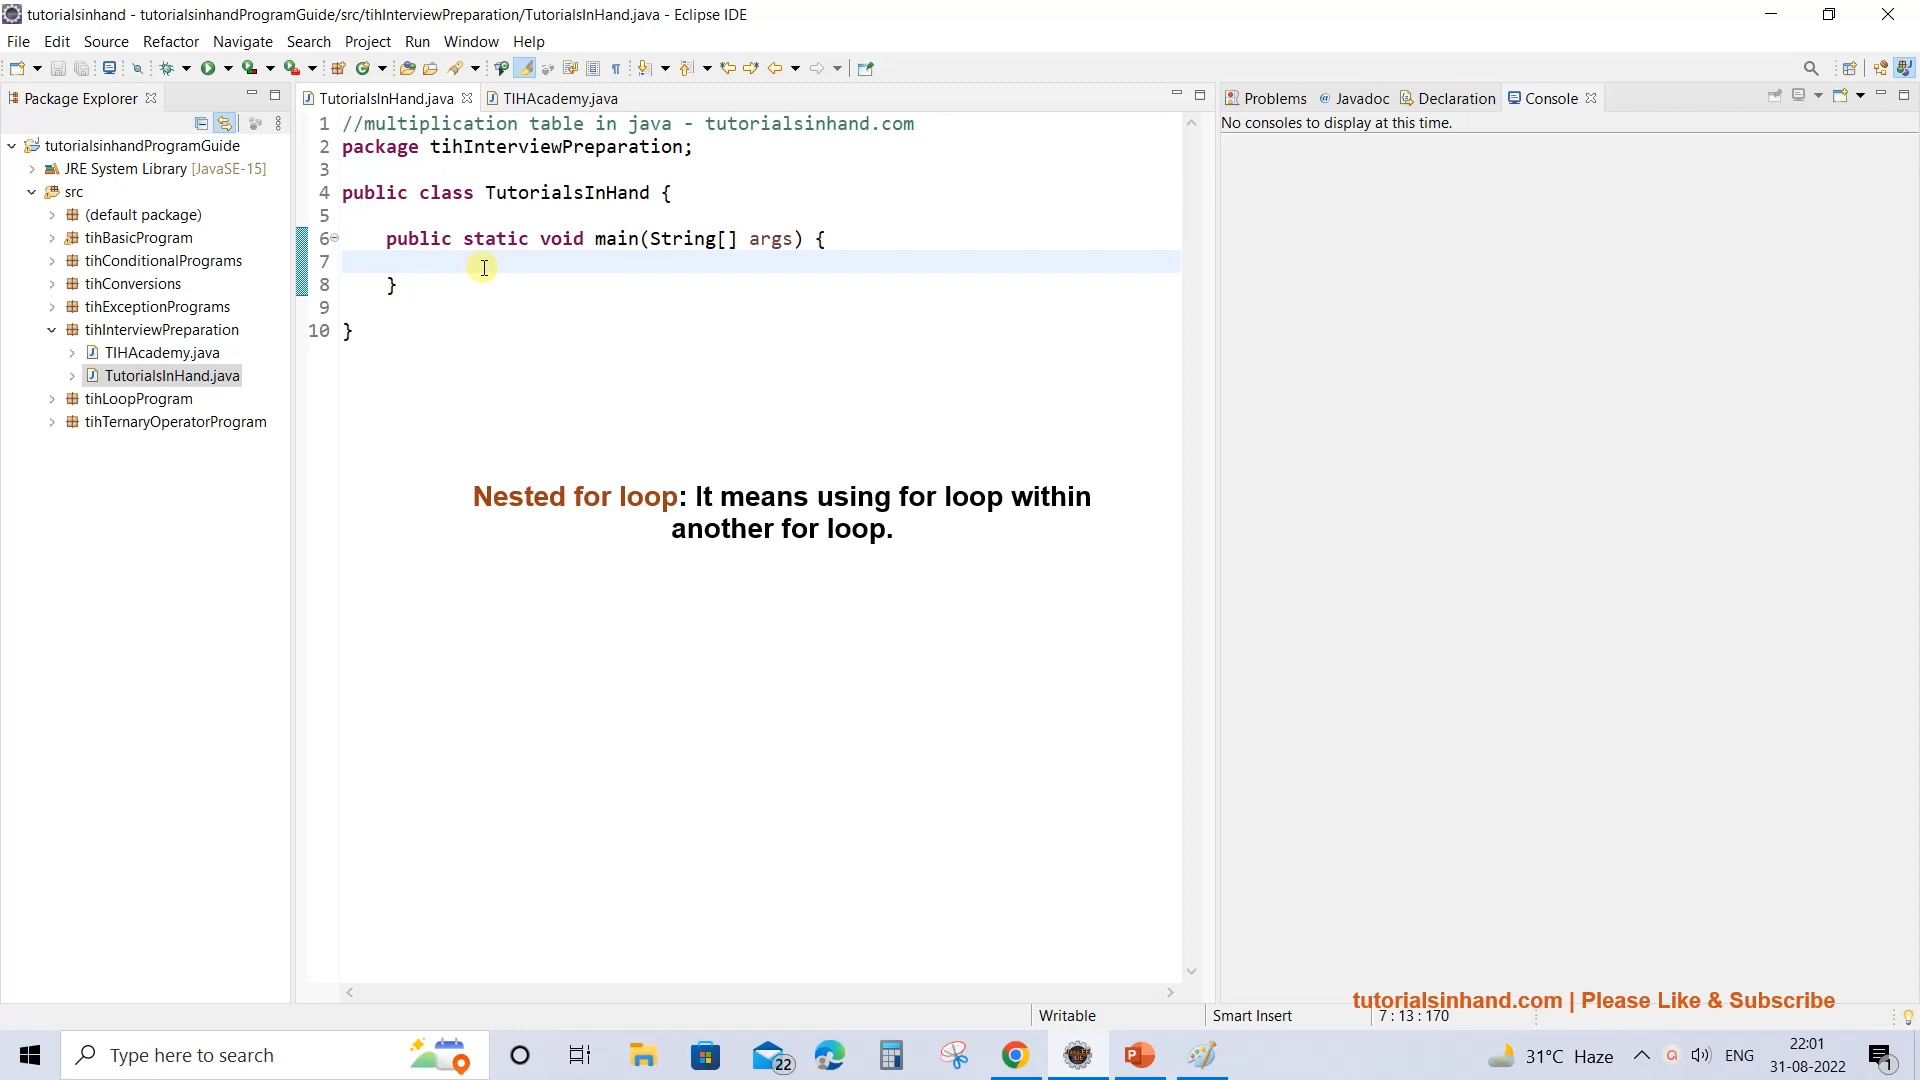 tutorialsinhand - tutorialsinhandProgramGuide/src/tihInterviewPreparation/TutorialsInHand.java - Eclipse IDE
File Edit Source Refactor Navigate Search Project Run Window Help
Package Explorer
tutorialsinhandProgramGuide
JRE System Library [JavaSE-15]
src
(default package)
tihBasicProgram
tihConditionalPrograms
tihConversions
tihExceptionPrograms
tihInterviewPreparation
TIHAcademy.java
TutorialsInHand.java
tihLoopProgram
tihTernaryOperatorProgram
TutorialsInHand.java TIHAcademy.java
1 //multiplication table in java - tutorialsinhand.com
2 package tihInterviewPreparation;
3
4 public class TutorialsInHand {
5
6 public static void main(String[] args) {
7
8 }
9
10 }
Nested for loop: It means using for loop within
another for loop.
Problems Javadoc Declaration Console
No consoles to display at this time.
tutorialsinhand.com | Please Like & Subscribe
Writable Smart Insert 7 : 13 : 170
Type here to search
22
31°C Haze ENG
22:01
31-08-2022
1